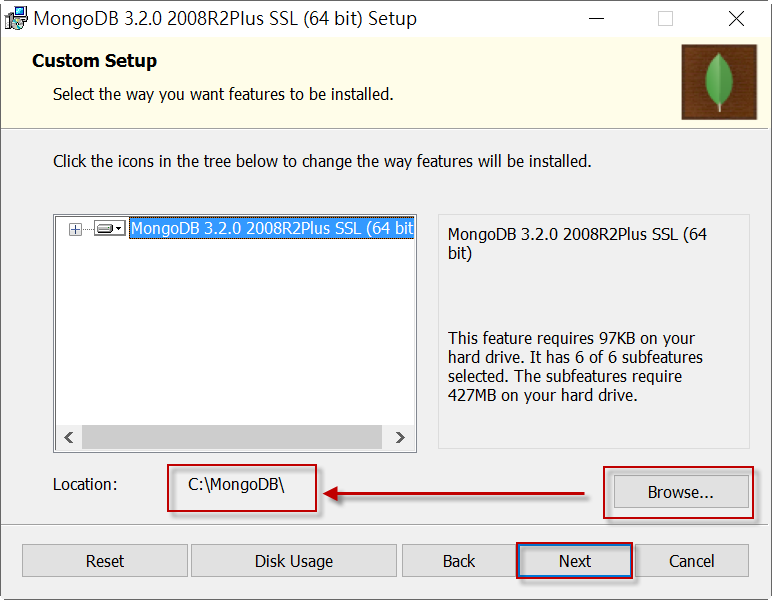 MongoDB 3.2.0 2008R2Plus SSL (64 bit) Setup
Custom Setup
Select the way you want features to be installed.
Click the icons in the tree below to change the way features will be installed.
MongoDB 3.2.0 2008R2Plus SSL (64 bit
MongoDB 3.2.0 2008R2Plus SSL (64
bit)
This feature requires 97KB on your
hard drive. It has 6 of 6 subfeatures
selected. The subfeatures require
427MB on your hard drive.
Location: C:\MongoDB\ Browse...
Reset Disk Usage Back Next Cancel